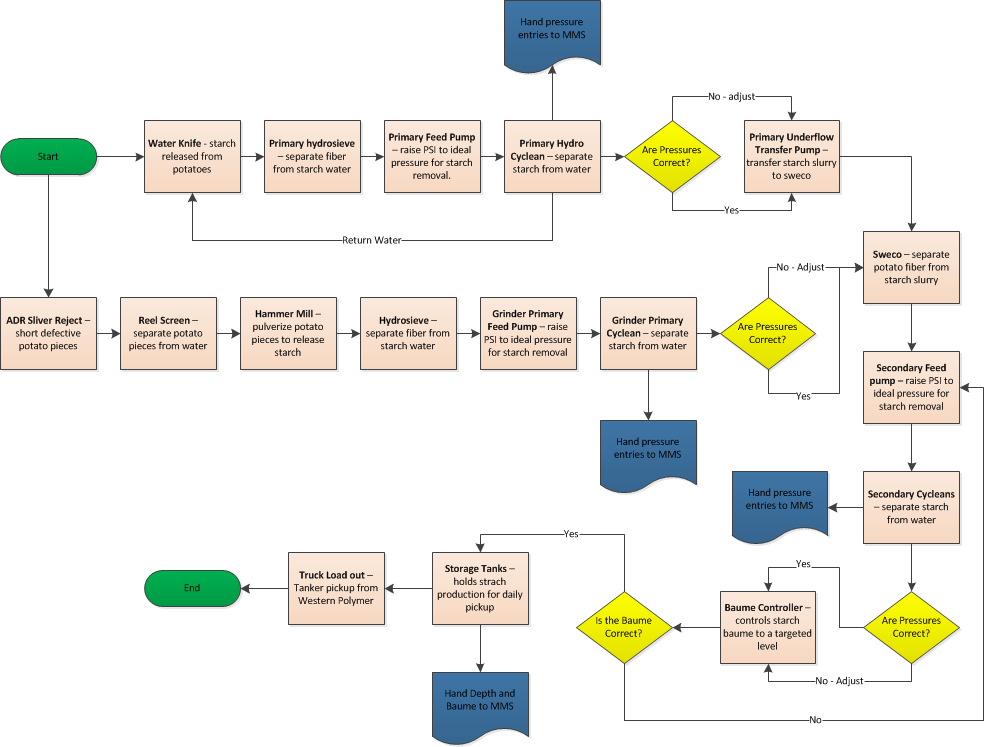 Hand pressure
entries to MMS
No - adjust
Start
Water Knife - starch
released from
potatoes
Primary hydrosieve
– separate fiber
from starch water
Primary Feed Pump
– raise PSI to ideal
pressure for starch
removal.
Primary Hydro
Cyclean – separate
starch from water
Are Pressures
Correct?
Primary Underflow
Transfer Pump –
transfer starch slurry
to sweco
Yes
Return Water
Sweco – separate
potato fiber from
starch slurry
No - Adjust
ADR Sliver Reject –
short defective
potato pieces
Reel Screen –
separate potato
pieces from water
Hammer Mill –
pulverize potato
pieces to release
starch
Hydrosieve –
separate fiber from
starch water
Grinder Primary
Feed Pump – raise
PSI to ideal pressure
for starch removal
Grinder Primary
Cyclean – separate
starch from water
Are Pressures
Correct?
Yes
Secondary Feed
pump – raise PSI to
ideal pressure for
starch removal
Hand pressure
entries to MMS
Hand pressure
entries to MMS
Secondary Cycleans
– separate starch
from water
Yes
Yes
End
Truck Load out –
Tanker pickup from
Western Polymer
Storage Tanks –
holds strach
production for daily
pickup
Is the Baume
Correct?
Baume Controller –
controls starch
baume to a targeted
level
Are Pressures
Correct?
No - Adjust
Hand Depth and
Baume to MMS
No